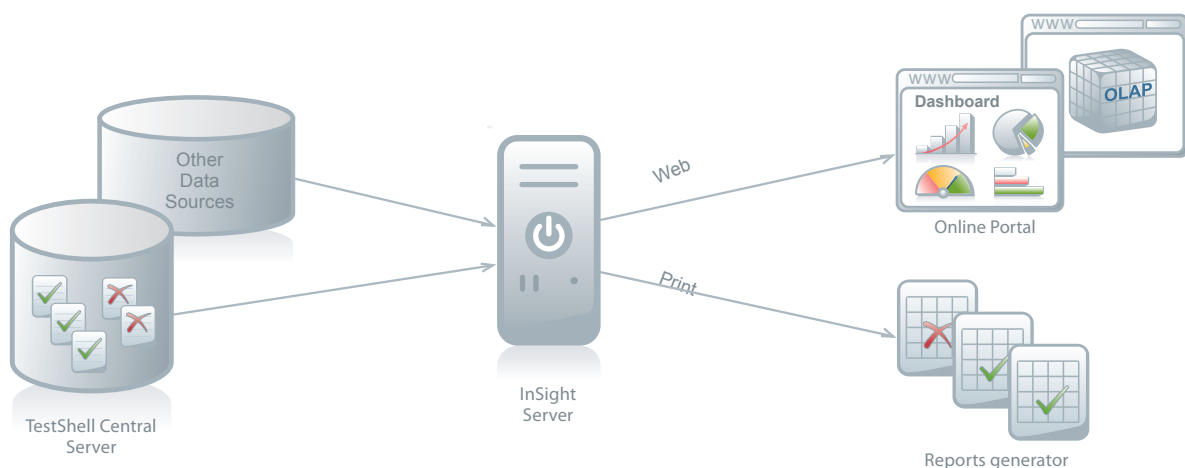 Other
Data
Sources
TestShell Central
Server
InSight
Server
Web
Print
WWW
OLAP
WWW
Dashboard
Online Portal
Reports generator